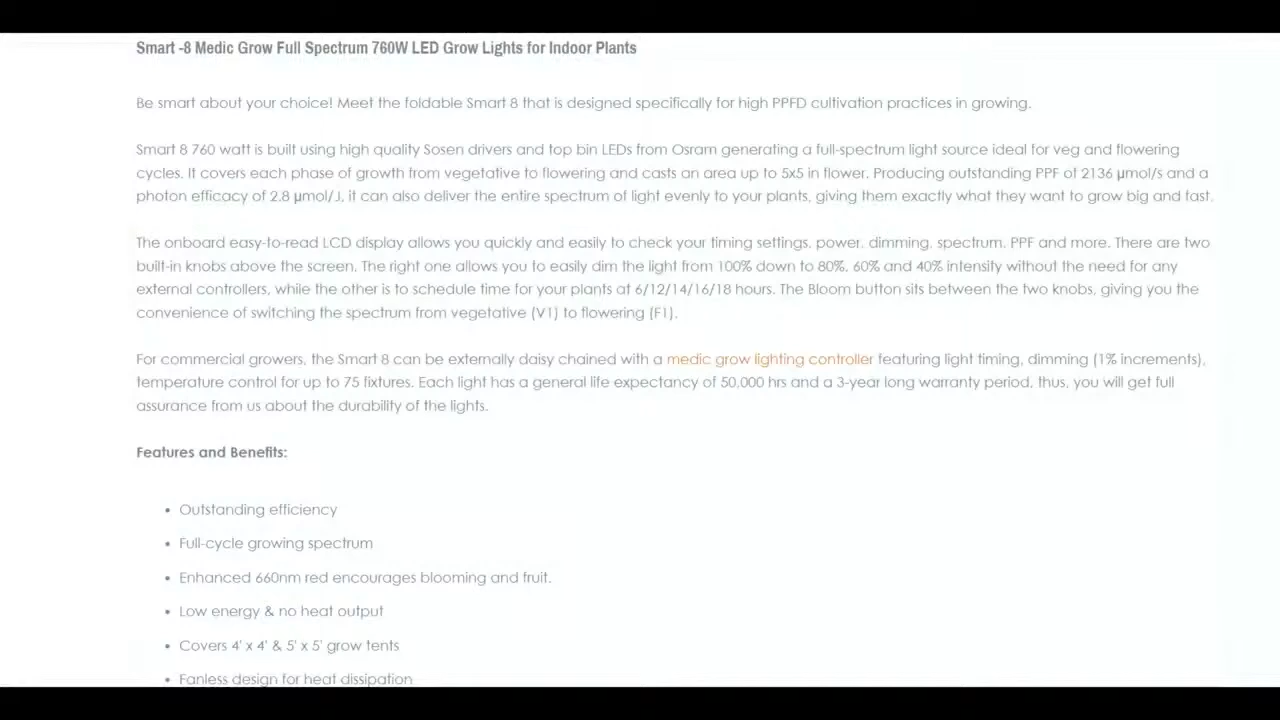 Smart -8 Medic Grow Full Spectrum 760W LED Grow Lights for Indoor Plants
Be smart about your choice! Meet the foldable Smart 8 that is designed specifically for high PPFD cultivation practices in growing.
Smart 8 760 watt is built using high quality Sosen drivers and top bin LEDs from Osram generating a full-spectrum light source ideal for veg and flowering
cycles. It covers each phase of growth from vegetative to flowering and casts an area up to 5x5 in flower. Producing outstanding PPF of 2136 μmol/s and a
photon efficacy of 2.8 μmol/J, it can also deliver the entire spectrum of light evenly to your plants, giving them exactly what they want to grow big and fast.
The onboard easy-to-read LCD display allows you quickly and easily to check your timing settings, power, dimming, spectrum, PPF and more. There are two
built-in knobs above the screen. The right one allows you to easily dim the light from 100% down to 80%, 60% and 40% intensity without the need for any
external controllers, while the other is to schedule time for your plants at 6/12/14/16/18 hours. The Bloom button sits between the two knobs, giving you the
convenience of switching the spectrum from vegetative (V1) to flowering (F1).
For commercial growers, the Smart 8 can be externally daisy chained with a medic grow lighting controller featuring light timing, dimming (1% increments),
temperature control for up to 75 fixtures. Each light has a general life expectancy of 50,000 hrs and a 3-year long warranty period, thus, you will get full
assurance from us about the durability of the lights.
Features and Benefits:
• Outstanding efficiency
• Full-cycle growing spectrum
• Enhanced 660nm red encourages blooming and fruit.
• Low energy & no heat output
• Covers 4' x 4' & 5' x 5' grow tents
• Fanless design for heat dissipation